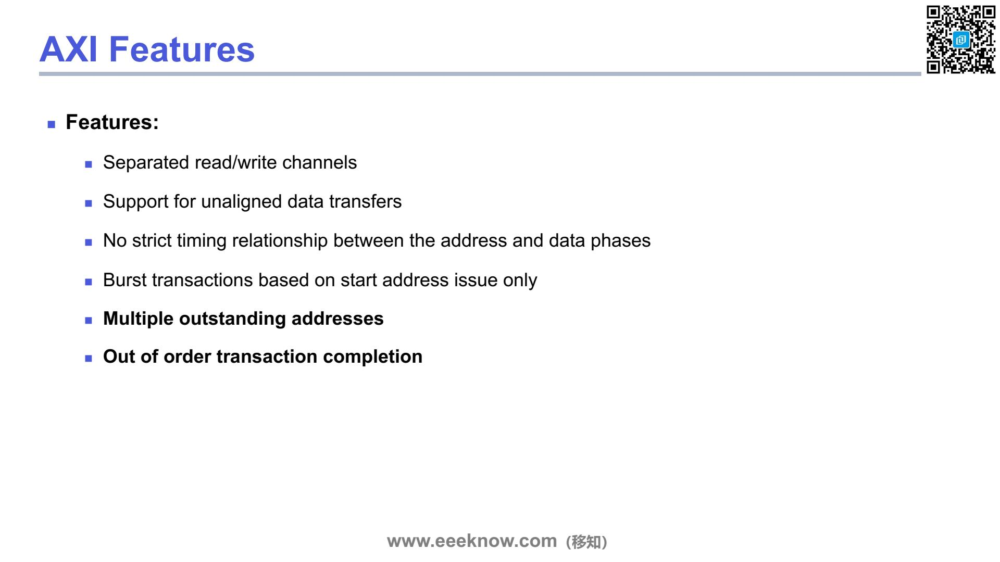 AXI Features
Features:
Separated read/write channels
Support for unaligned data transfers
No strict timing relationship between the address and data phases
Burst transactions based on start address issue only
Multiple outstanding addresses
Out of order transaction completion
www.eeeknow.com (移知)